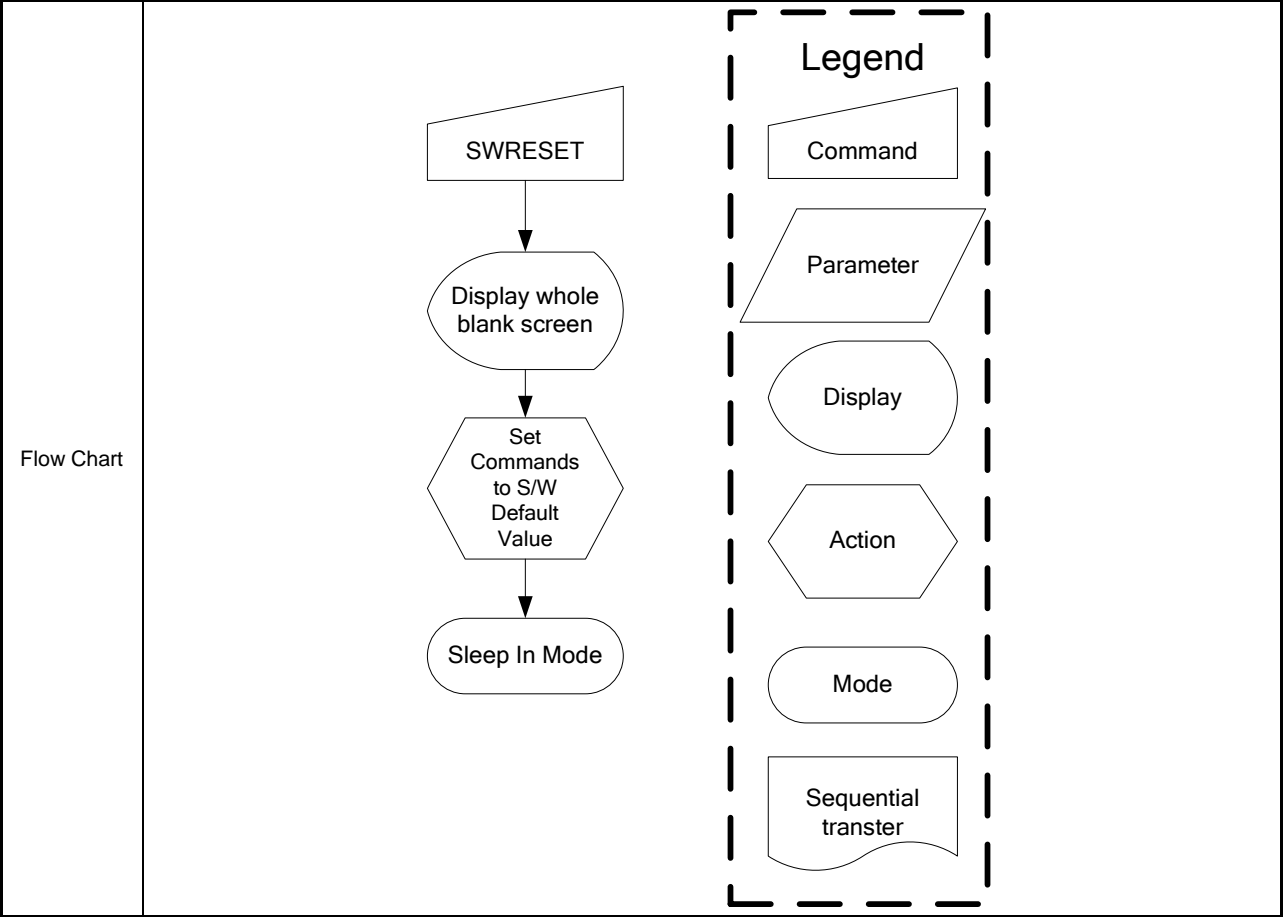 Flow Chart
SWRESET
Display whole
blank screen
Set
Commands
to S/W
Default
Value
Sleep In Mode
Legend
Command
Parameter
Display
Action
Mode
Sequential
transter